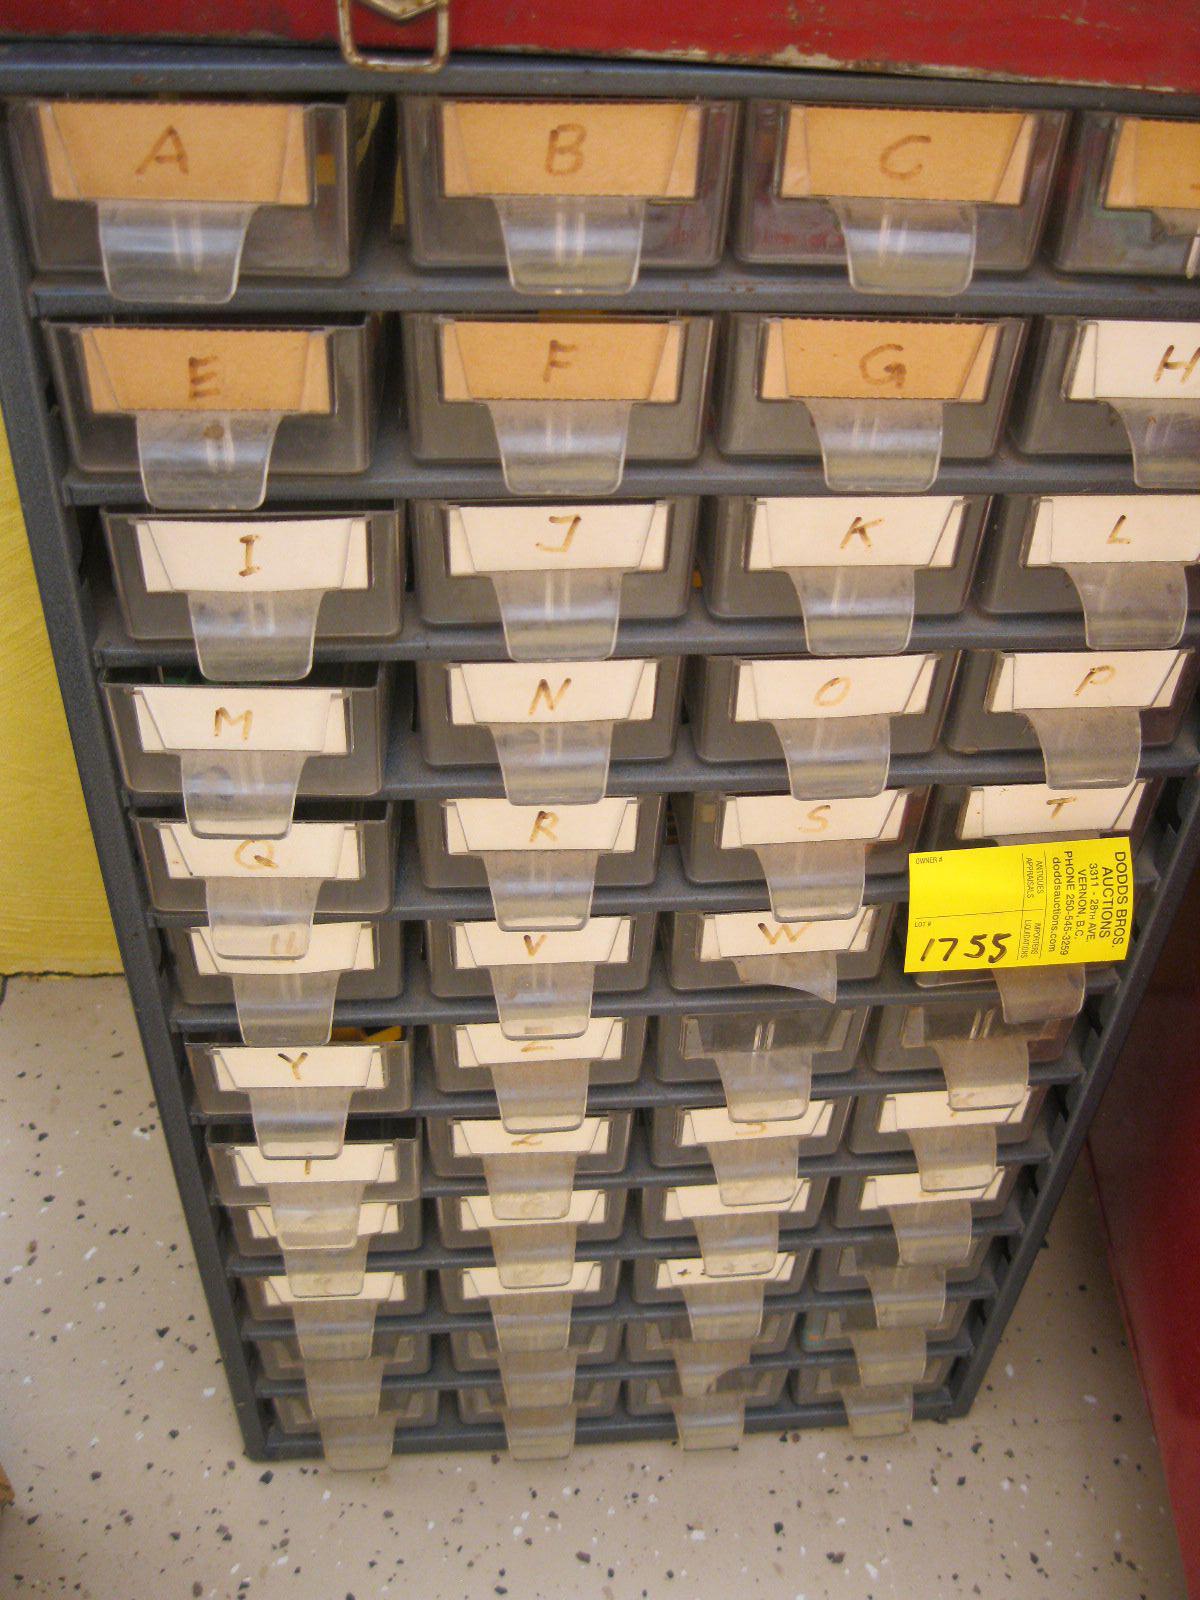 A
B
C
E
F
G
H
I
J
K
L
M
N
O
P
Q
R
S
T
V
W
Y
Z
DODDS BROS.
AUCTIONS
3311 - 28TH AVE.
VERNON, B.C.
PHONE 250-545-3259
doddsauctions.com
ANTIQUES
APPRAISALS
IMPORTERS
LIQUIDATIONS
OWNER #
LOT #
1755